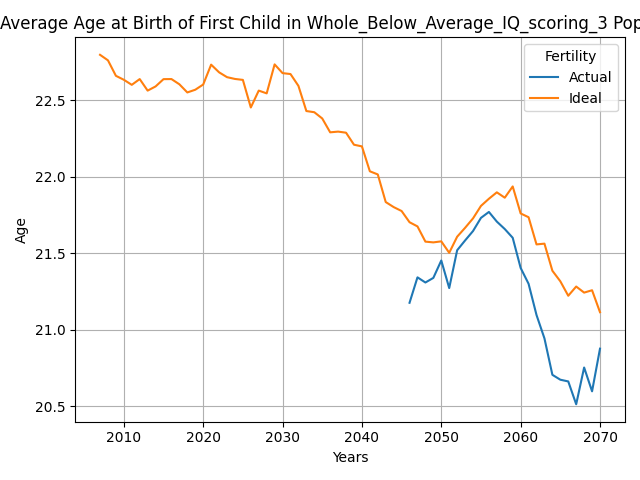 Average Age at Birth of First Child in Whole_Below_Average_IQ_scoring_3 Pop
Fertility
Actual
Ideal
22.5
22.0
21.5
21.0
20.5
Age
2010 2020 2030 2040 2050 2060 2070
Years